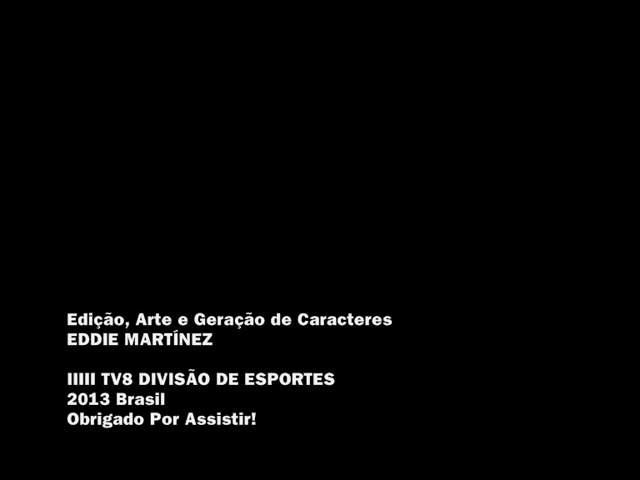 Edição, Arte e Geração de Caracteres
EDDIE MARTÍNEZ
IIIII TV8 DIVISÃO DE ESPORTES
2013 Brasil
Obrigado Por Assistir!